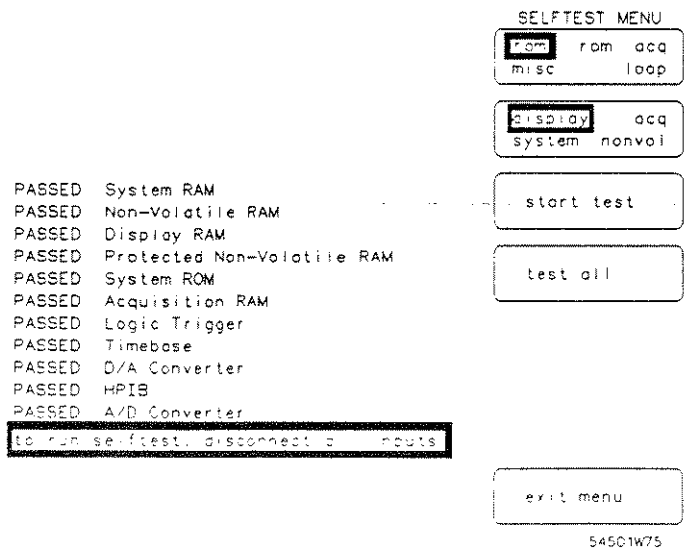 SELFTEST MENU
ram rom acq
misc loop
display acq
system nonvol
start test
test all
PASSED System RAM
PASSED Non-Volatile RAM
PASSED Display RAM
PASSED Protected Non-Volatile RAM
PASSED System ROM
PASSED Acquisition RAM
PASSED Logic Trigger
PASSED Timebase
PASSED D/A Converter
PASSED HPIB
PASSED A/D Converter
to run selftest, disconnect all inputs
exit menu
54501W75